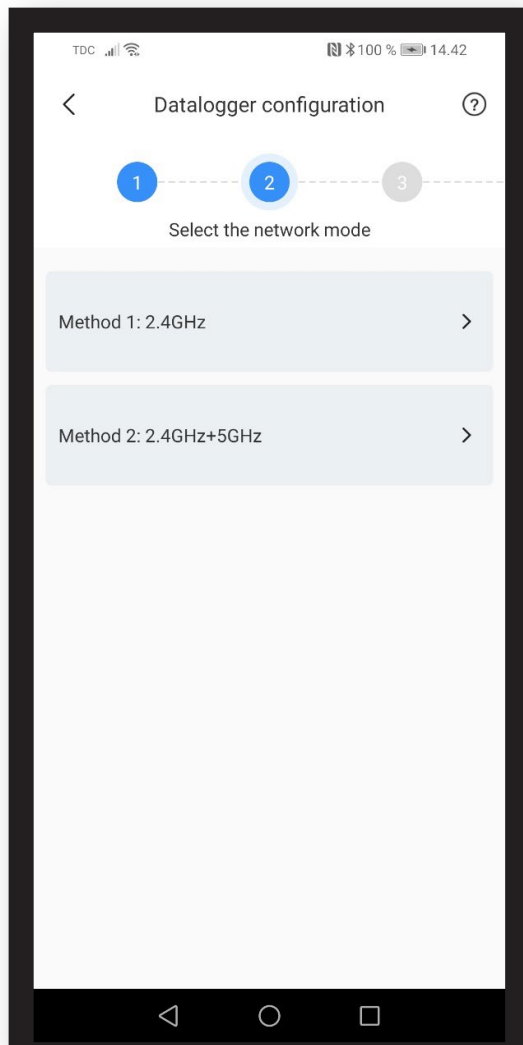 TDC 100 % 14.42
Datalogger configuration ?
1 2 3
Select the network mode
Method 1: 2.4GHz
Method 2: 2.4GHz+5GHz